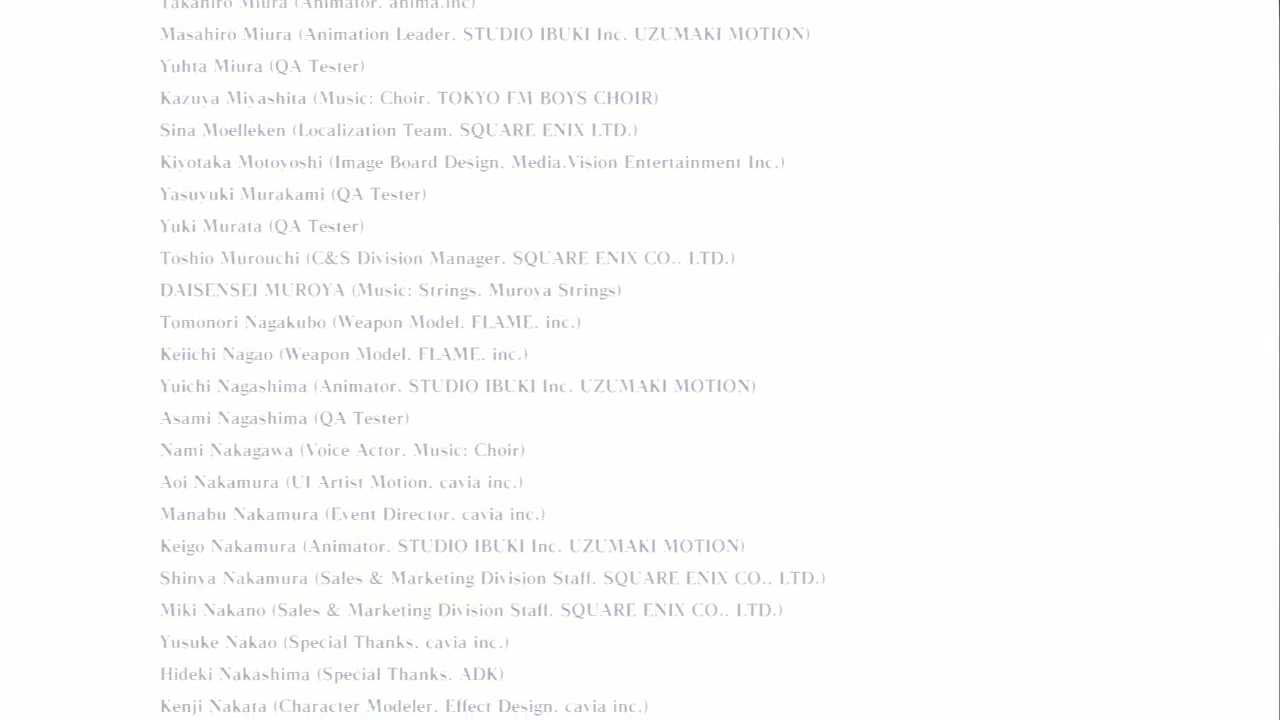 Takahiro Miura (Animator, anima.inc)
Masahiro Miura (Animation Leader, STUDIO IBUKI Inc. UZUMAKI MOTION)
Yuhta Miura (QA Tester)
Kazuya Miyashita (Music: Choir, TOKYO FM BOYS CHOIR)
Sina Moelleken (Localization Team, SQUARE ENIX LTD.)
Kiyotaka Motoyoshi (Image Board Design, Media.Vision Entertainment Inc.)
Yasuyuki Murakami (QA Tester)
Yuki Murata (QA Tester)
Toshio Murouchi (C&S Division Manager, SQUARE ENIX CO., LTD.)
DAISENSEI MUROYA (Music: Strings, Muroya Strings)
Tomonori Nagakubo (Weapon Model, FLAME, inc.)
Keiichi Nagao (Weapon Model, FLAME, inc.)
Yuichi Nagashima (Animator, STUDIO IBUKI Inc. UZUMAKI MOTION)
Asami Nagashima (QA Tester)
Nami Nakagawa (Voice Actor, Music: Choir)
Aoi Nakamura (UI Artist Motion, cavia inc.)
Manabu Nakamura (Event Director, cavia inc.)
Keigo Nakamura (Animator, STUDIO IBUKI Inc. UZUMAKI MOTION)
Shinya Nakamura (Sales & Marketing Division Staff, SQUARE ENIX CO., LTD.)
Miki Nakano (Sales & Marketing Division Staff, SQUARE ENIX CO., LTD.)
Yusuke Nakao (Special Thanks, cavia inc.)
Hideki Nakashima (Special Thanks, ADK)
Kenji Nakata (Character Modeler, Effect Design, cavia inc.)